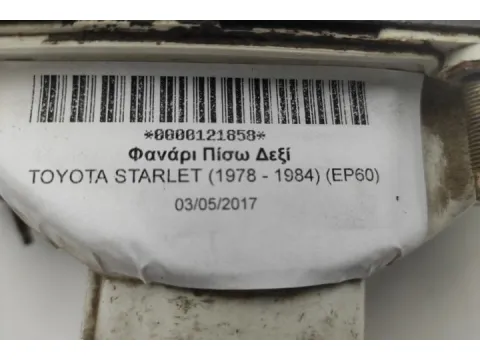 *0000121858*
Φανάρι Πίσω Δεξί
TOYOTA STARLET (1978 - 1984) (EP60)
03/05/2017